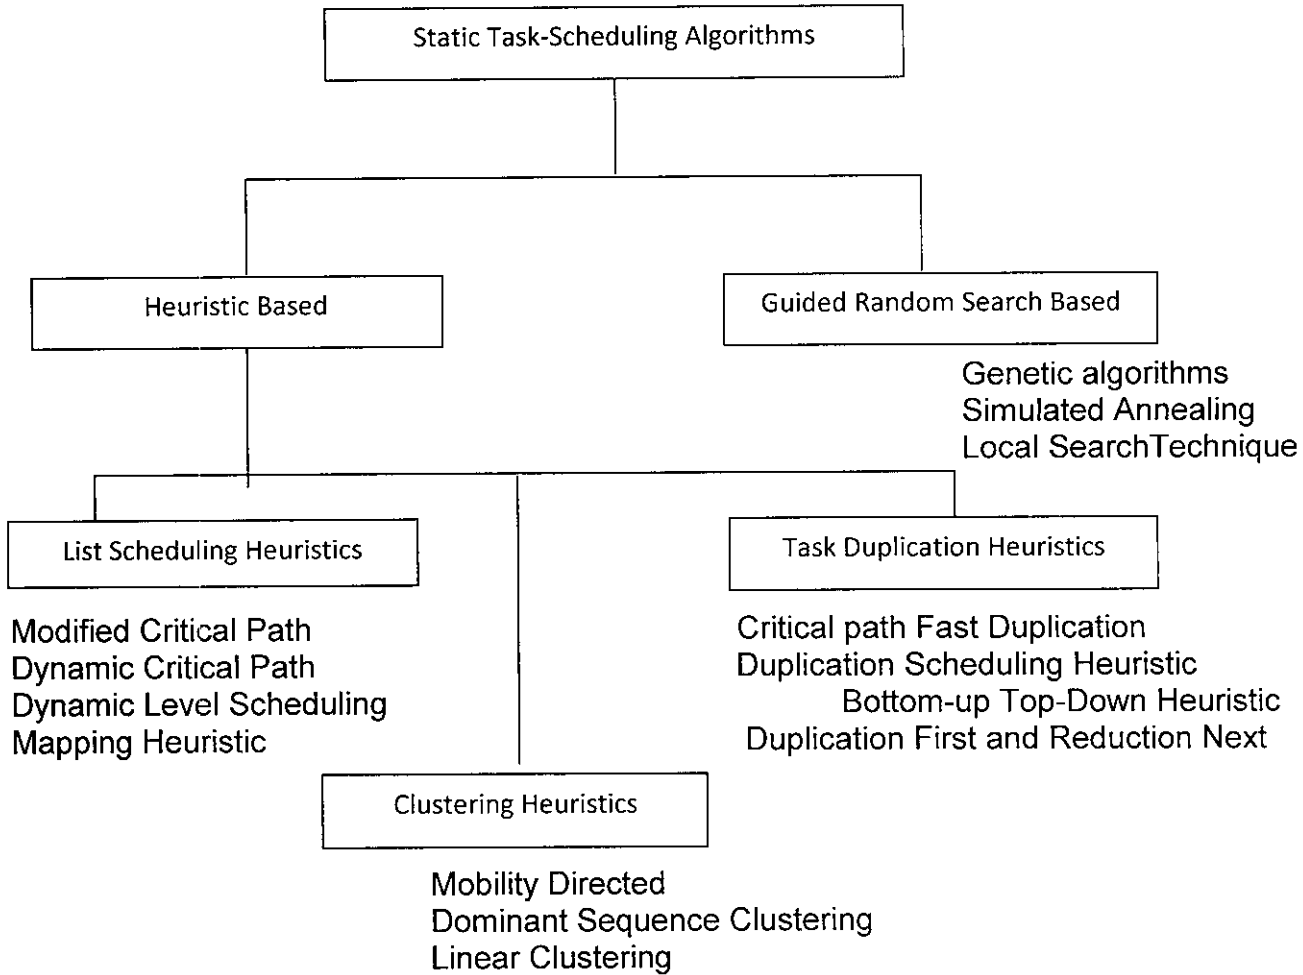 Static Task-Scheduling Algorithms
Heuristic Based
Guided Random Search Based
Genetic algorithms
Simulated Annealing
Local SearchTechnique
List Scheduling Heuristics
Modified Critical Path
Dynamic Critical Path
Dynamic Level Scheduling
Mapping Heuristic
Task Duplication Heuristics
Critical path Fast Duplication
Duplication Scheduling Heuristic
Bottom-up Top-Down Heuristic
Duplication First and Reduction Next
Clustering Heuristics
Mobility Directed
Dominant Sequence Clustering
Linear Clustering